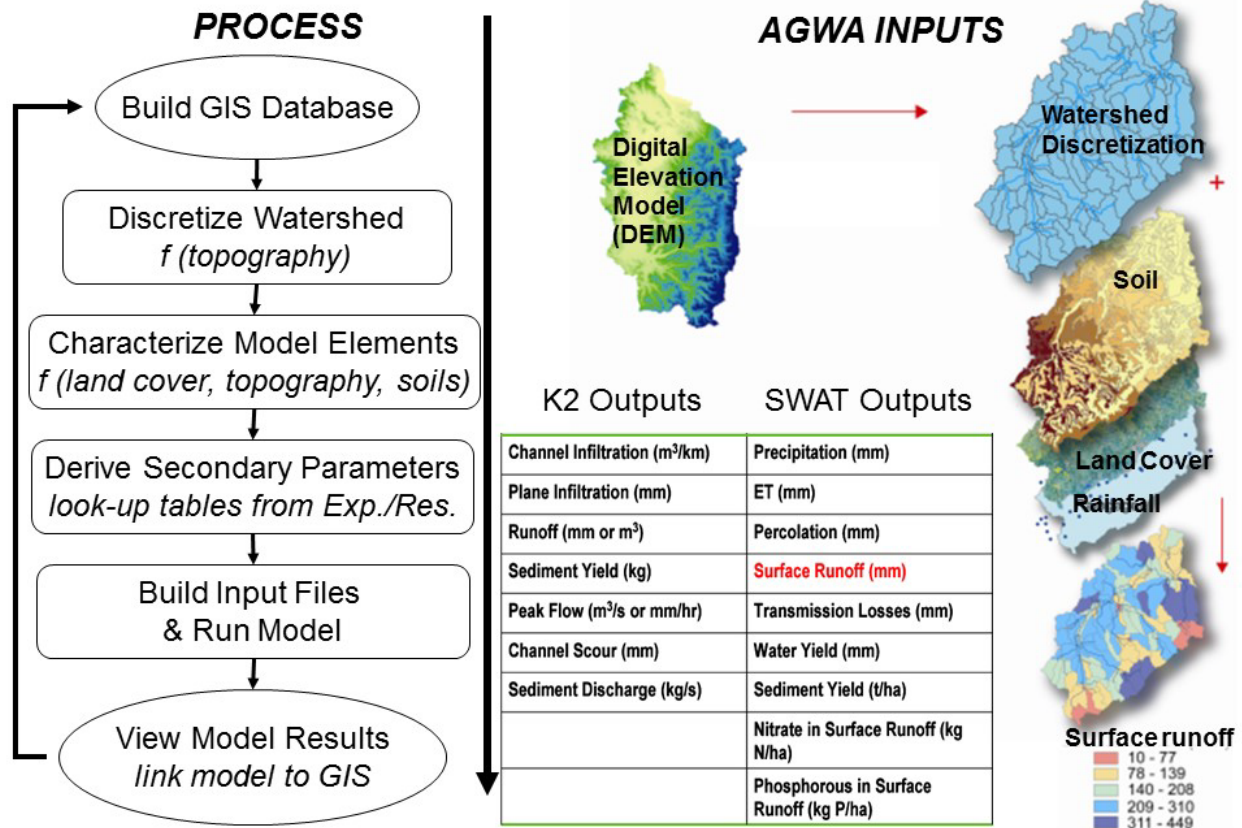 PROCESS
Build GIS Database
Discretize Watershed
f (topography)
Characterize Model Elements
f (land cover, topography, soils)
Derive Secondary Parameters
look-up tables from Exp./Res.
Build Input Files
& Run Model
View Model Results
link model to GIS
AGWA INPUTS
Digital
Elevation
Model
(DEM)
Watershed
Discretization
+
Soil
Land Cover
Rainfall
K2 Outputs
SWAT Outputs
Channel Infiltration (m³/km)
Precipitation (mm)
Plane Infiltration (mm)
ET (mm)
Runoff (mm or m³)
Percolation (mm)
Sediment Yield (kg)
Surface Runoff (mm)
Peak Flow (m³/s or mm/hr)
Transmission Losses (mm)
Channel Scour (mm)
Water Yield (mm)
Sediment Discharge (kg/s)
Sediment Yield (t/ha)
Nitrate in Surface Runoff (kg
N/ha)
Phosphorous in Surface
Runoff (kg P/ha)
Surface runoff
10 - 77
78 - 139
140 - 208
209 - 310
311 - 449